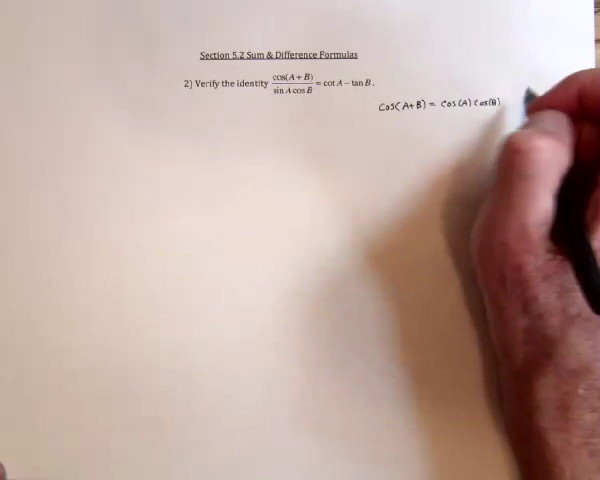 Section 5.2 Sum & Difference Formulas
2) Verify the identity cos(A + B) / sin A cos B = cot A − tan B.
cos(A+B) = cos(A) cos(B)